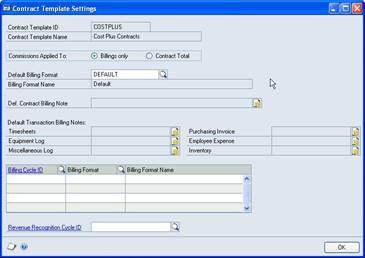 Contract Template Settings
Contract Template ID COSTPLUS
Contract Template Name Cost Plus Contracts
Commissions Applied To: Billings only Contract Total
Default Billing Format DEFAULT
Billing Format Name Default
Def. Contract Billing Note
Default Transaction Billing Notes:
Timesheets Purchasing Invoice
Equipment Log Employee Expense
Miscellaneous Log Inventory
Billing Cycle ID Billing Format Billing Format Name
Revenue Recognition Cycle ID
OK